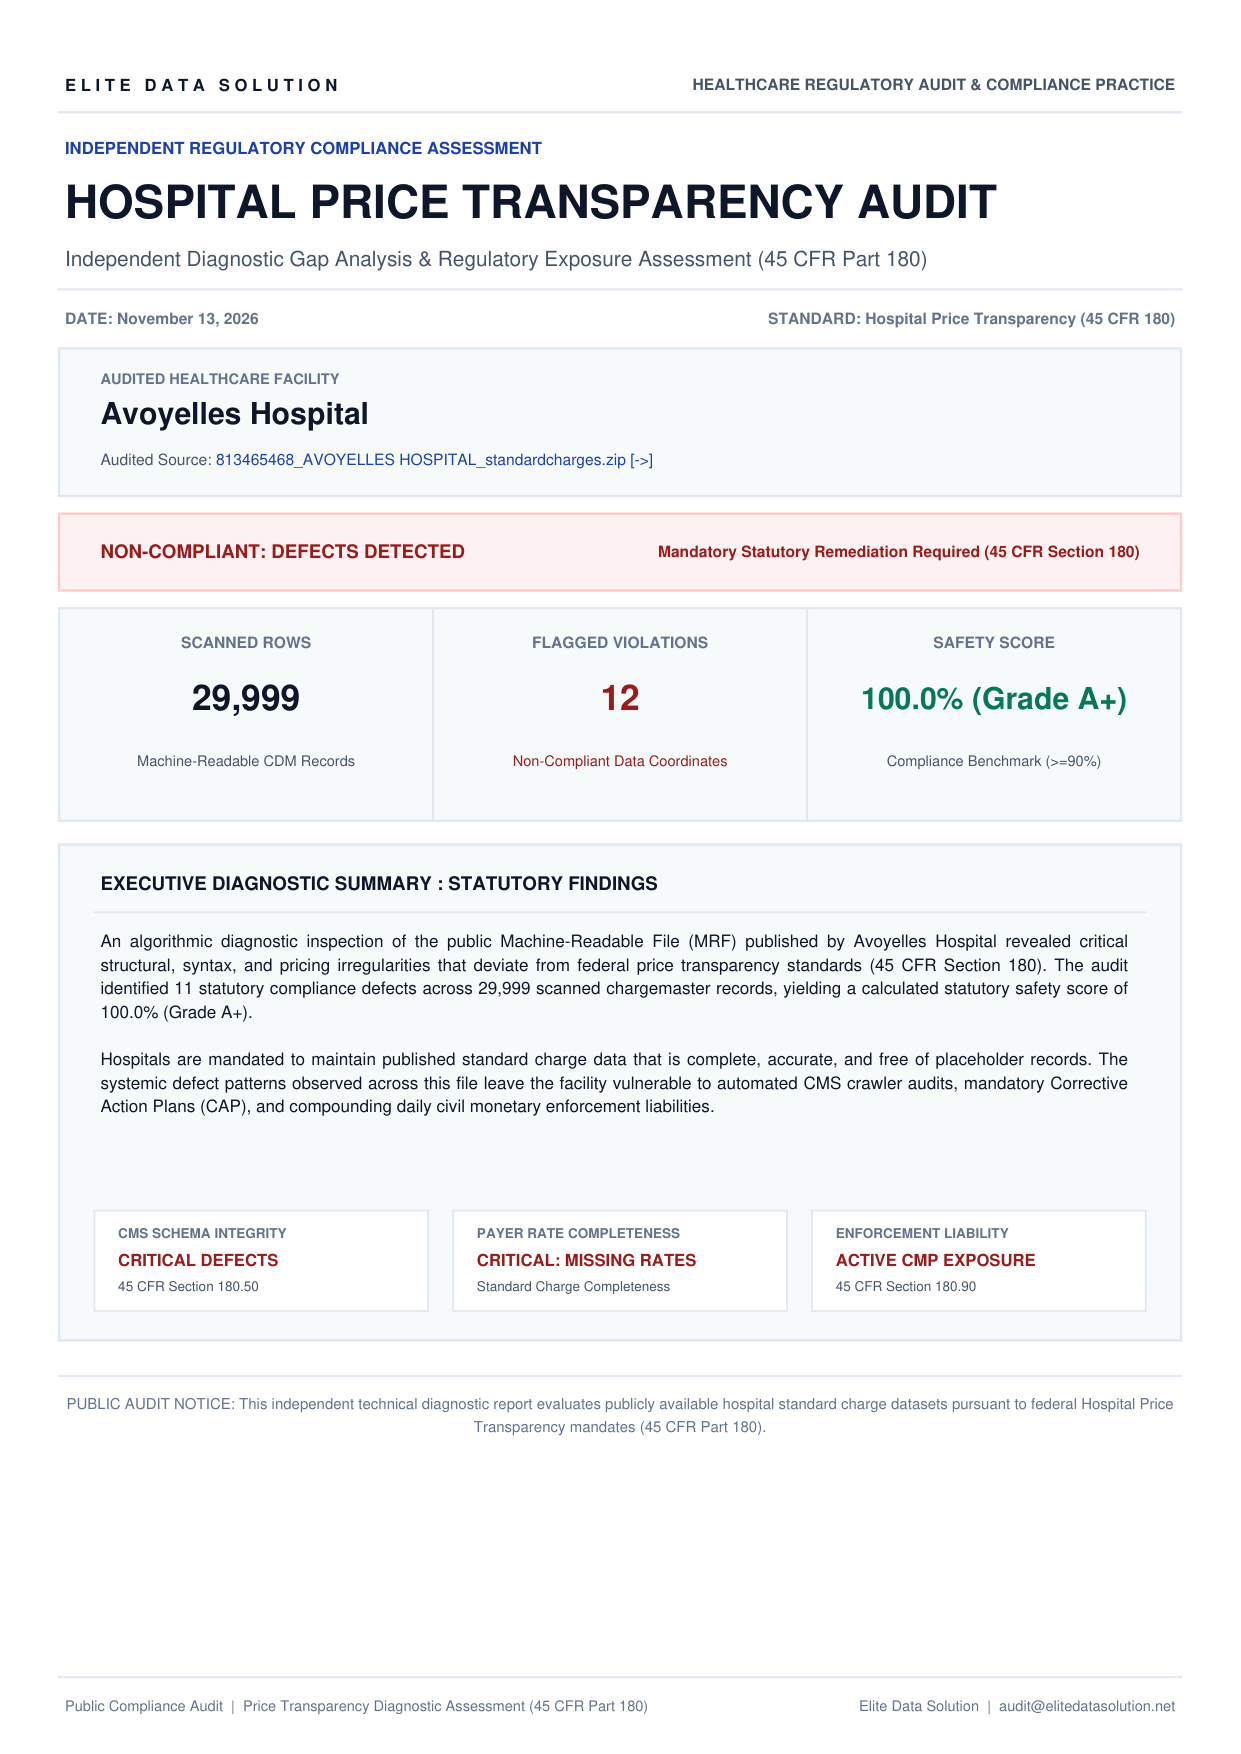 ELITE DATA SOLUTION
HEALTHCARE REGULATORY AUDIT & COMPLIANCE PRACTICE
INDEPENDENT REGULATORY COMPLIANCE ASSESSMENT
HOSPITAL PRICE TRANSPARENCY AUDIT
Independent Diagnostic Gap Analysis & Regulatory Exposure Assessment (45 CFR Part 180)
DATE: November 13, 2026
STANDARD: Hospital Price Transparency (45 CFR 180)
AUDITED HEALTHCARE FACILITY
Avoyelles Hospital
Audited Source: 813465468_AVOYELLES HOSPITAL_standardcharges.zip [->]
NON-COMPLIANT: DEFECTS DETECTED
Mandatory Statutory Remediation Required (45 CFR Section 180)
SCANNED ROWS
29,999
Machine-Readable CDM Records
FLAGGED VIOLATIONS
12
Non-Compliant Data Coordinates
SAFETY SCORE
100.0% (Grade A+)
Compliance Benchmark (>=90%)
EXECUTIVE DIAGNOSTIC SUMMARY : STATUTORY FINDINGS
An algorithmic diagnostic inspection of the public Machine-Readable File (MRF) published by Avoyelles Hospital revealed critical
structural, syntax, and pricing irregularities that deviate from federal price transparency standards (45 CFR Section 180). The audit
identified 11 statutory compliance defects across 29,999 scanned chargemaster records, yielding a calculated statutory safety score of
100.0% (Grade A+).
Hospitals are mandated to maintain published standard charge data that is complete, accurate, and free of placeholder records. The
systemic defect patterns observed across this file leave the facility vulnerable to automated CMS crawler audits, mandatory Corrective
Action Plans (CAP), and compounding daily civil monetary enforcement liabilities.
CMS SCHEMA INTEGRITY
CRITICAL DEFECTS
45 CFR Section 180.50
PAYER RATE COMPLETENESS
CRITICAL: MISSING RATES
Standard Charge Completeness
ENFORCEMENT LIABILITY
ACTIVE CMP EXPOSURE
45 CFR Section 180.90
PUBLIC AUDIT NOTICE: This independent technical diagnostic report evaluates publicly available hospital standard charge datasets pursuant to federal Hospital Price
Transparency mandates (45 CFR Part 180).
Public Compliance Audit | Price Transparency Diagnostic Assessment (45 CFR Part 180)
Elite Data Solution | audit@elitedatasolution.net